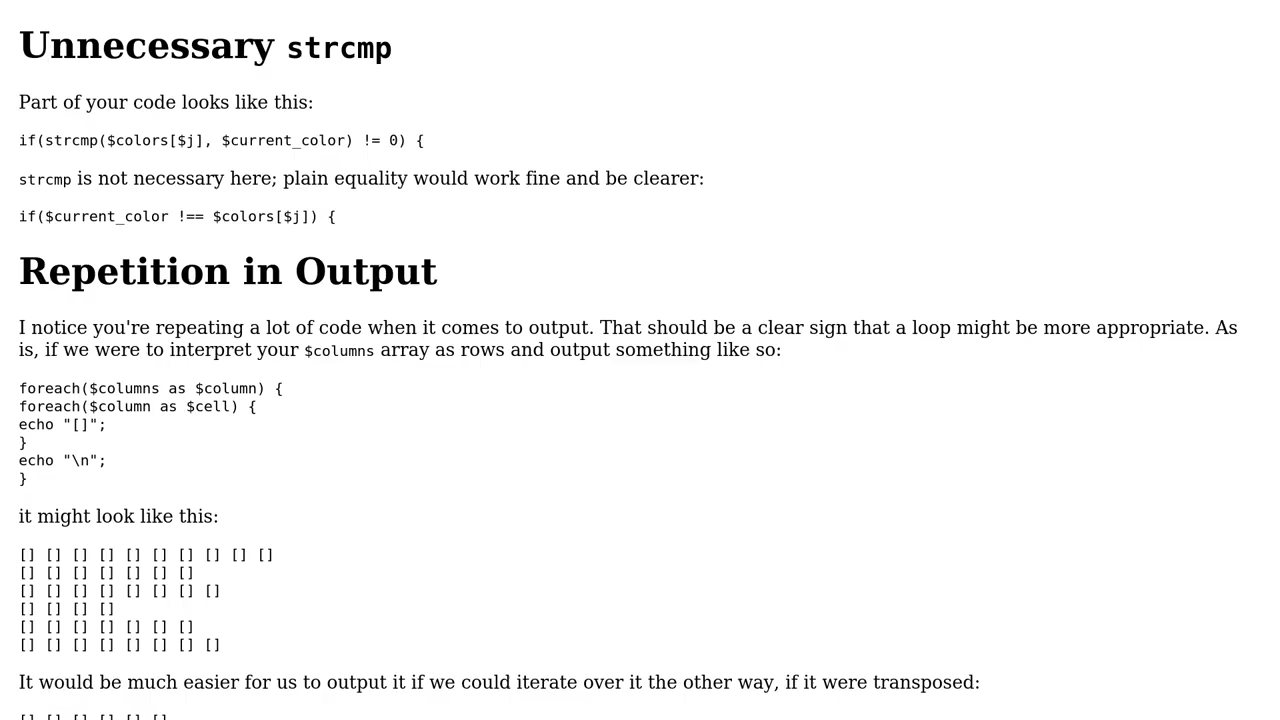 Unnecessary strcmp
Part of your code looks like this:
if(strcmp($colors[$j], $current_color) != 0) {
strcmp is not necessary here; plain equality would work fine and be clearer:
if($current_color !== $colors[$j]) {
Repetition in Output
I notice you're repeating a lot of code when it comes to output. That should be a clear sign that a loop might be more appropriate. As
is, if we were to interpret your $columns array as rows and output something like so:
foreach($columns as $column) {
foreach($column as $cell) {
echo "[]";
}
echo "\n";
}
it might look like this:
[] [] [] [] [] [] [] [] [] []
[] [] [] [] [] [] []
[] [] [] [] [] [] [] []
[] [] [] []
[] [] [] [] [] [] []
[] [] [] [] [] [] [] []
It would be much easier for us to output it if we could iterate over it the other way, if it were transposed:
[] [] [] [] [] []